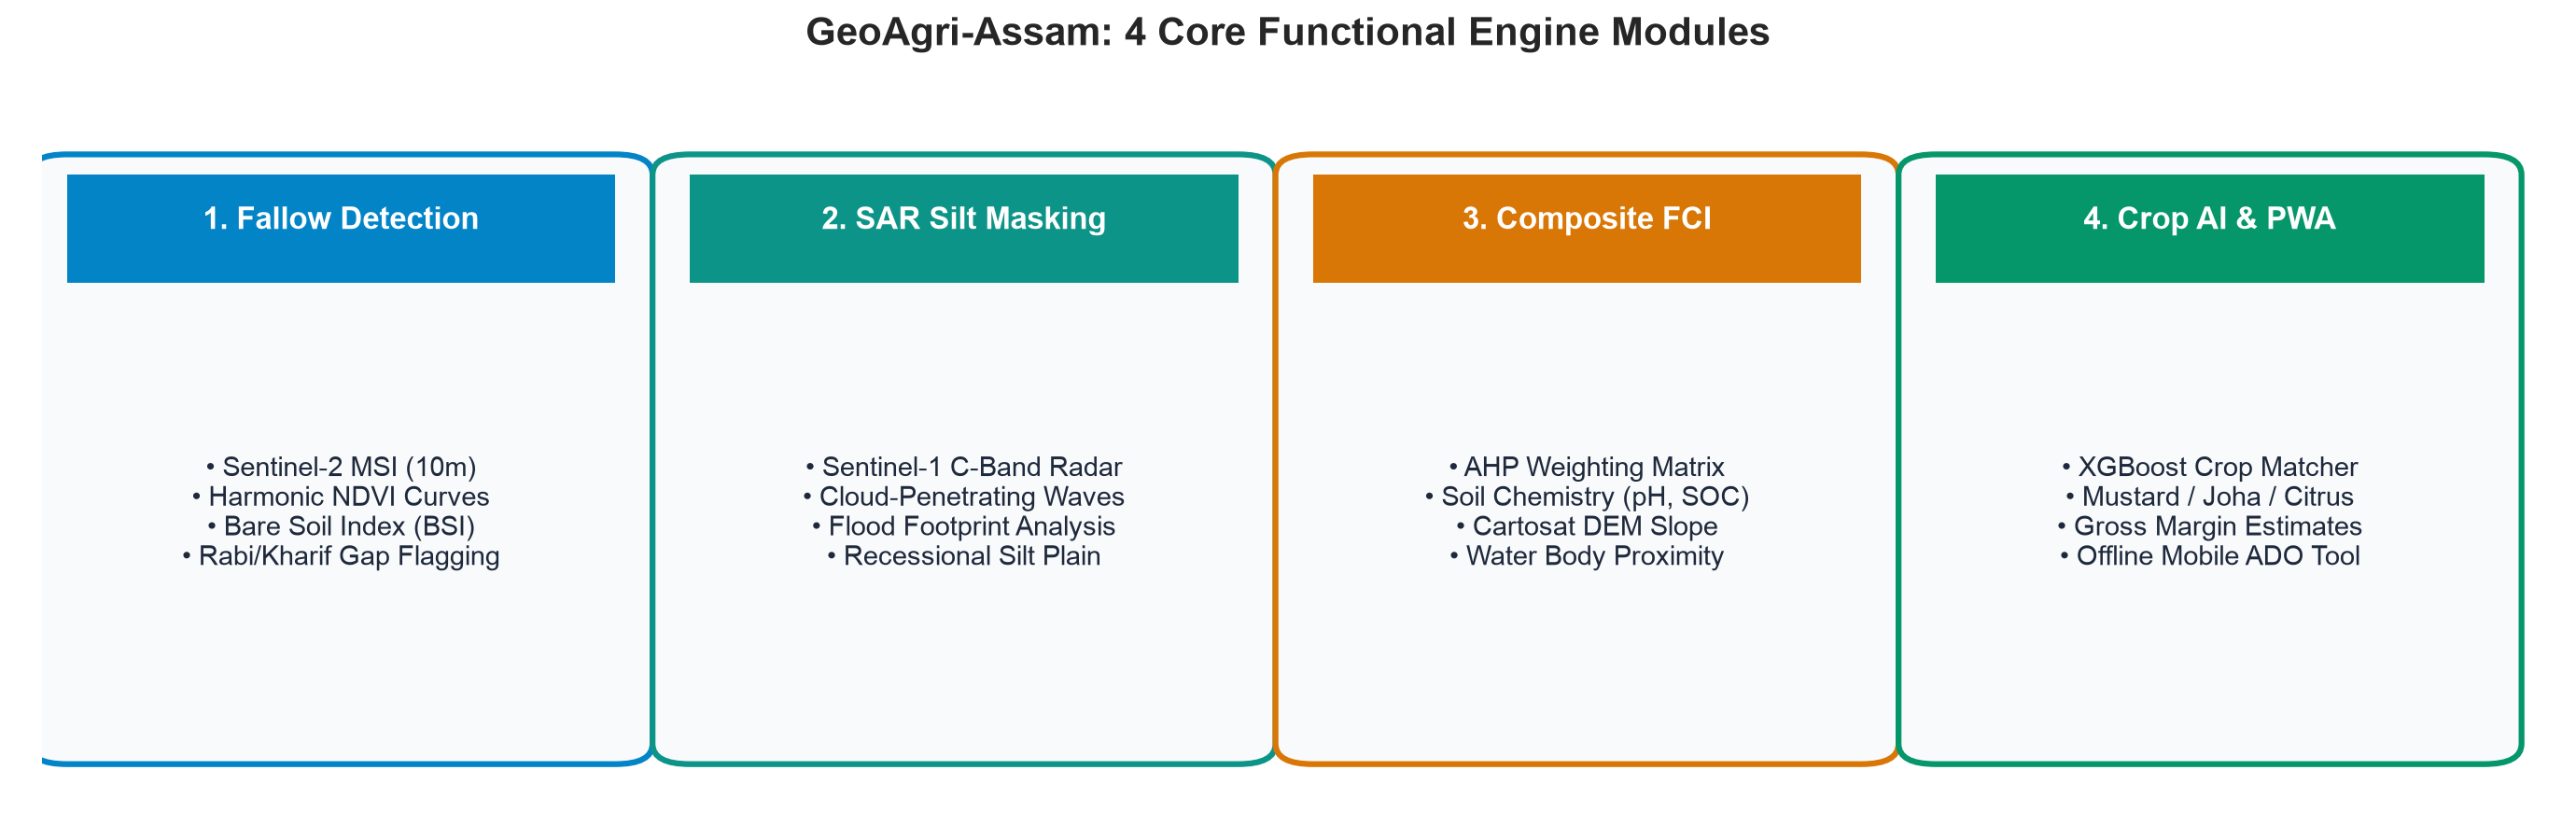 GeoAgri-Assam: 4 Core Functional Engine Modules
1. Fallow Detection
• Sentinel-2 MSI (10m)
• Harmonic NDVI Curves
• Bare Soil Index (BSI)
• Rabi/Kharif Gap Flagging
2. SAR Silt Masking
• Sentinel-1 C-Band Radar
• Cloud-Penetrating Waves
• Flood Footprint Analysis
• Recessional Silt Plain
3. Composite FCI
• AHP Weighting Matrix
• Soil Chemistry (pH, SOC)
• Cartosat DEM Slope
• Water Body Proximity
4. Crop AI & PWA
• XGBoost Crop Matcher
• Mustard / Joha / Citrus
• Gross Margin Estimates
• Offline Mobile ADO Tool